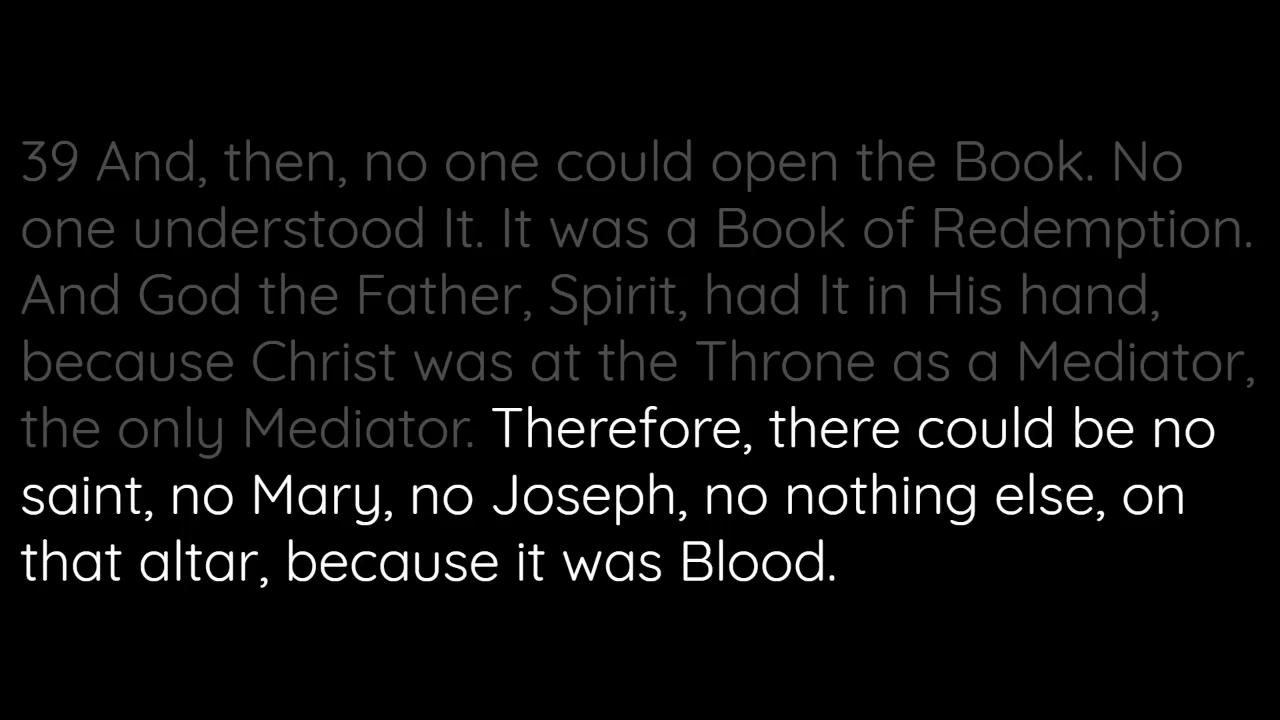 39 And, then, no one could open the Book. No
one understood It. It was a Book of Redemption.
And God the Father, Spirit, had It in His hand,
because Christ was at the Throne as a Mediator,
the only Mediator. Therefore, there could be no
saint, no Mary, no Joseph, no nothing else, on
that altar, because it was Blood.